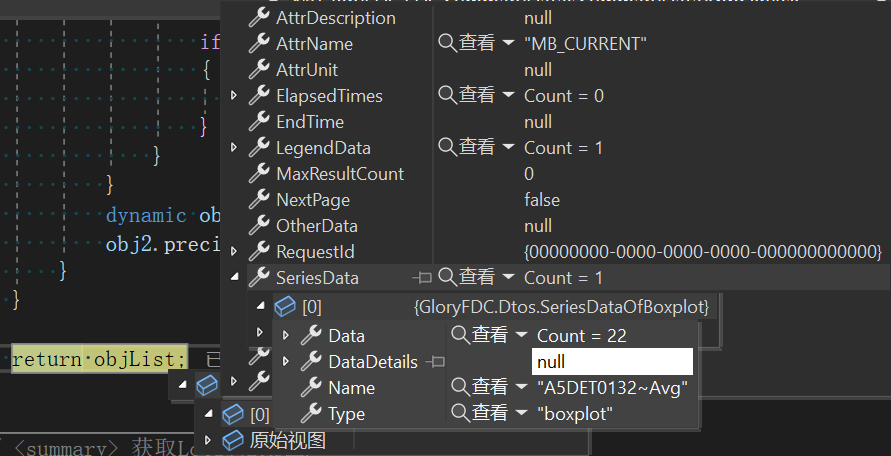 AttrDescription null
if AttrName 查看 "MB_CURRENT"
{ AttrUnit null
ElapsedTimes 查看 Count = 0
} EndTime null
} LegendData 查看 Count = 1
} MaxResultCount 0
NextPage false
dynamic ob OtherData null
obj2.preci RequestId {00000000-0000-0000-0000-000000000000}
} SeriesData 查看 Count = 1
} [0] {GloryFDC.Dtos.SeriesDataOfBoxplot}
Data 查看 Count = 22
return objList; 已 DataDetails null
Name 查看 "A5DET0132~Avg"
[0] Type 查看 "boxplot"
<summary> 获取L 原始视图